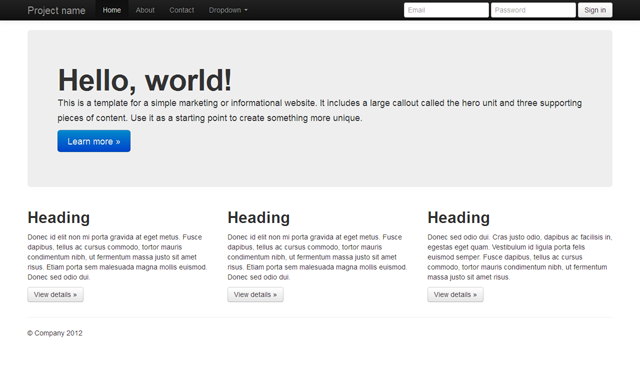 Project name Home About Contact Dropdown Email Password Sign in
Hello, world!
This is a template for a simple marketing or informational website. It includes a large callout called the hero unit and three supporting
pieces of content. Use it as a starting point to create something more unique.
Learn more »
Heading
Donec id elit non mi porta gravida at eget metus. Fusce
dapibus, tellus ac cursus commodo, tortor mauris
condimentum nibh, ut fermentum massa justo sit amet
risus. Etiam porta sem malesuada magna mollis euismod.
Donec sed odio dui.
View details »
Heading
Donec id elit non mi porta gravida at eget metus. Fusce
dapibus, tellus ac cursus commodo, tortor mauris
condimentum nibh, ut fermentum massa justo sit amet
risus. Etiam porta sem malesuada magna mollis euismod.
Donec sed odio dui.
View details »
Heading
Donec sed odio dui. Cras justo odio, dapibus ac facilisis in,
egestas eget quam. Vestibulum id ligula porta felis
euismod semper. Fusce dapibus, tellus ac cursus
commodo, tortor mauris condimentum nibh, ut fermentum
massa justo sit amet risus.
View details »
© Company 2012